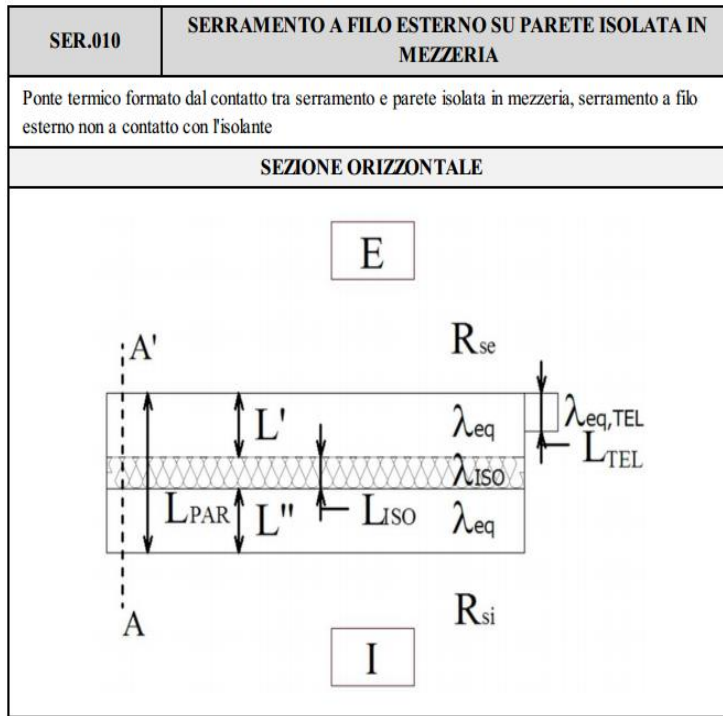 SER.010
SERRAMENTO A FILO ESTERNO SU PARETE ISOLATA IN
MEZZERIA
Ponte termico formato dal contatto tra serramento e parete isolata in mezzeria, serramento a filo
esterno non a contatto con l'isolante
SEZIONE ORIZZONTALE
E
A'
Rse
L'
λeq
λeq,TEL
LTEL
λISO
LPAR
L"
LISO
λeq
A
Rsi
I